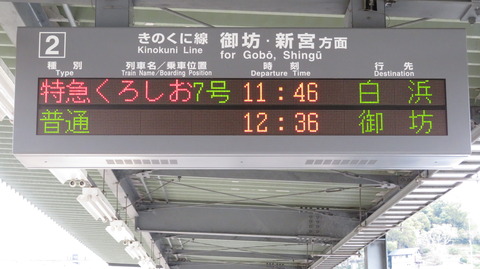 2 きのくに線 御坊・新宮方面
Kinokuni Line for Gobō, Shingū
種別 列車名／乗車位置 時刻 行先
Type Train Name/Boarding Position Departure Time Destination
特急くろしお7号 11:46 白浜
普通 12:36 御坊